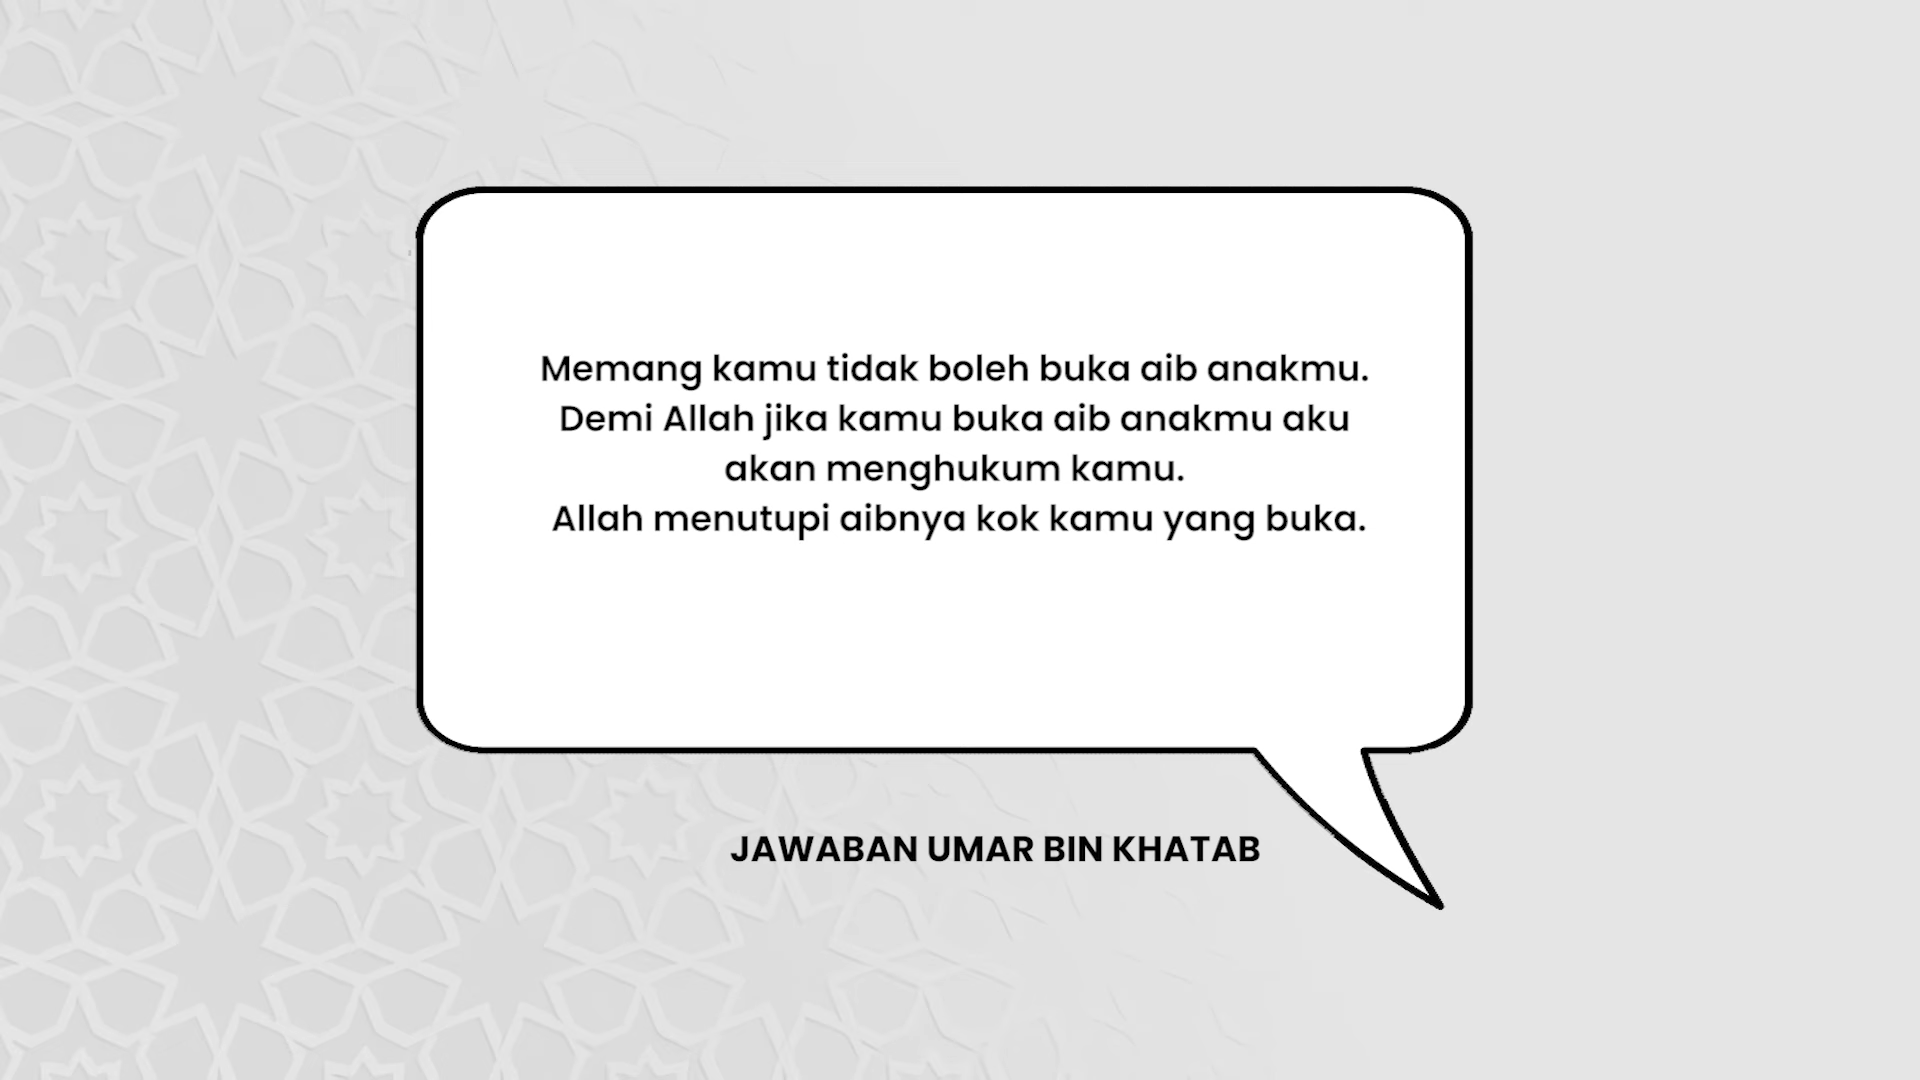 Memang kamu tidak boleh buka aib anakmu.
Demi Allah jika kamu buka aib anakmu aku
akan menghukum kamu.
Allah menutupi aibnya kok kamu yang buka.
JAWABAN UMAR BIN KHATAB